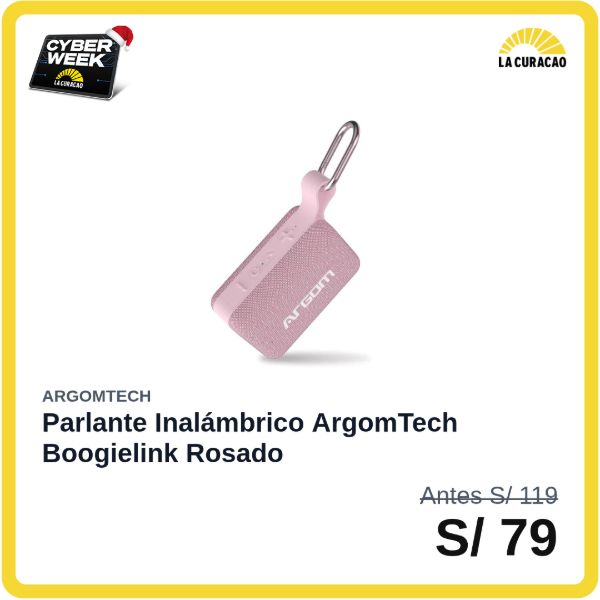 CYBER
WEEK
LA CURACAO
LA CURACAO
ARGOM
ARGOMTECH
Parlante Inalámbrico ArgomTech
Boogielink Rosado
Antes S/ 119
S/ 79